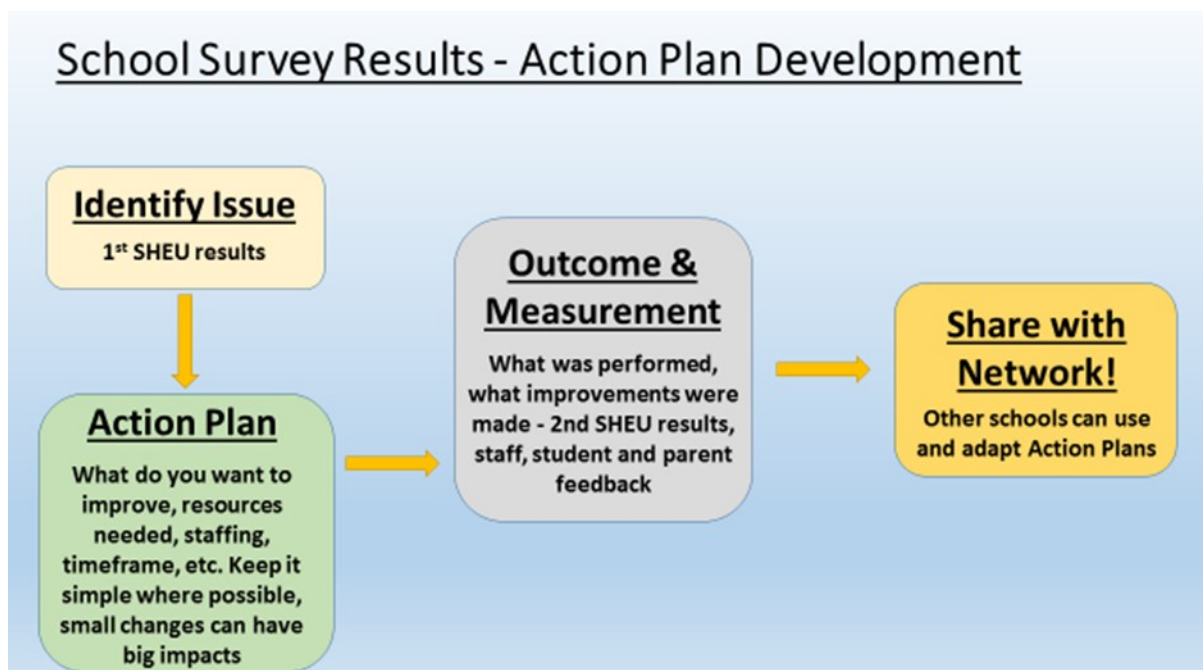 School Survey Results - Action Plan Development
Identify Issue
1st SHEU results
Action Plan
What do you want to
improve, resources
needed, staffing,
timeframe, etc. Keep it
simple where possible,
small changes can have
big impacts
Outcome &
Measurement
What was performed,
what improvements were
made - 2nd SHEU results,
staff, student and parent
feedback
Share with
Network!
Other schools can use
and adapt Action Plans